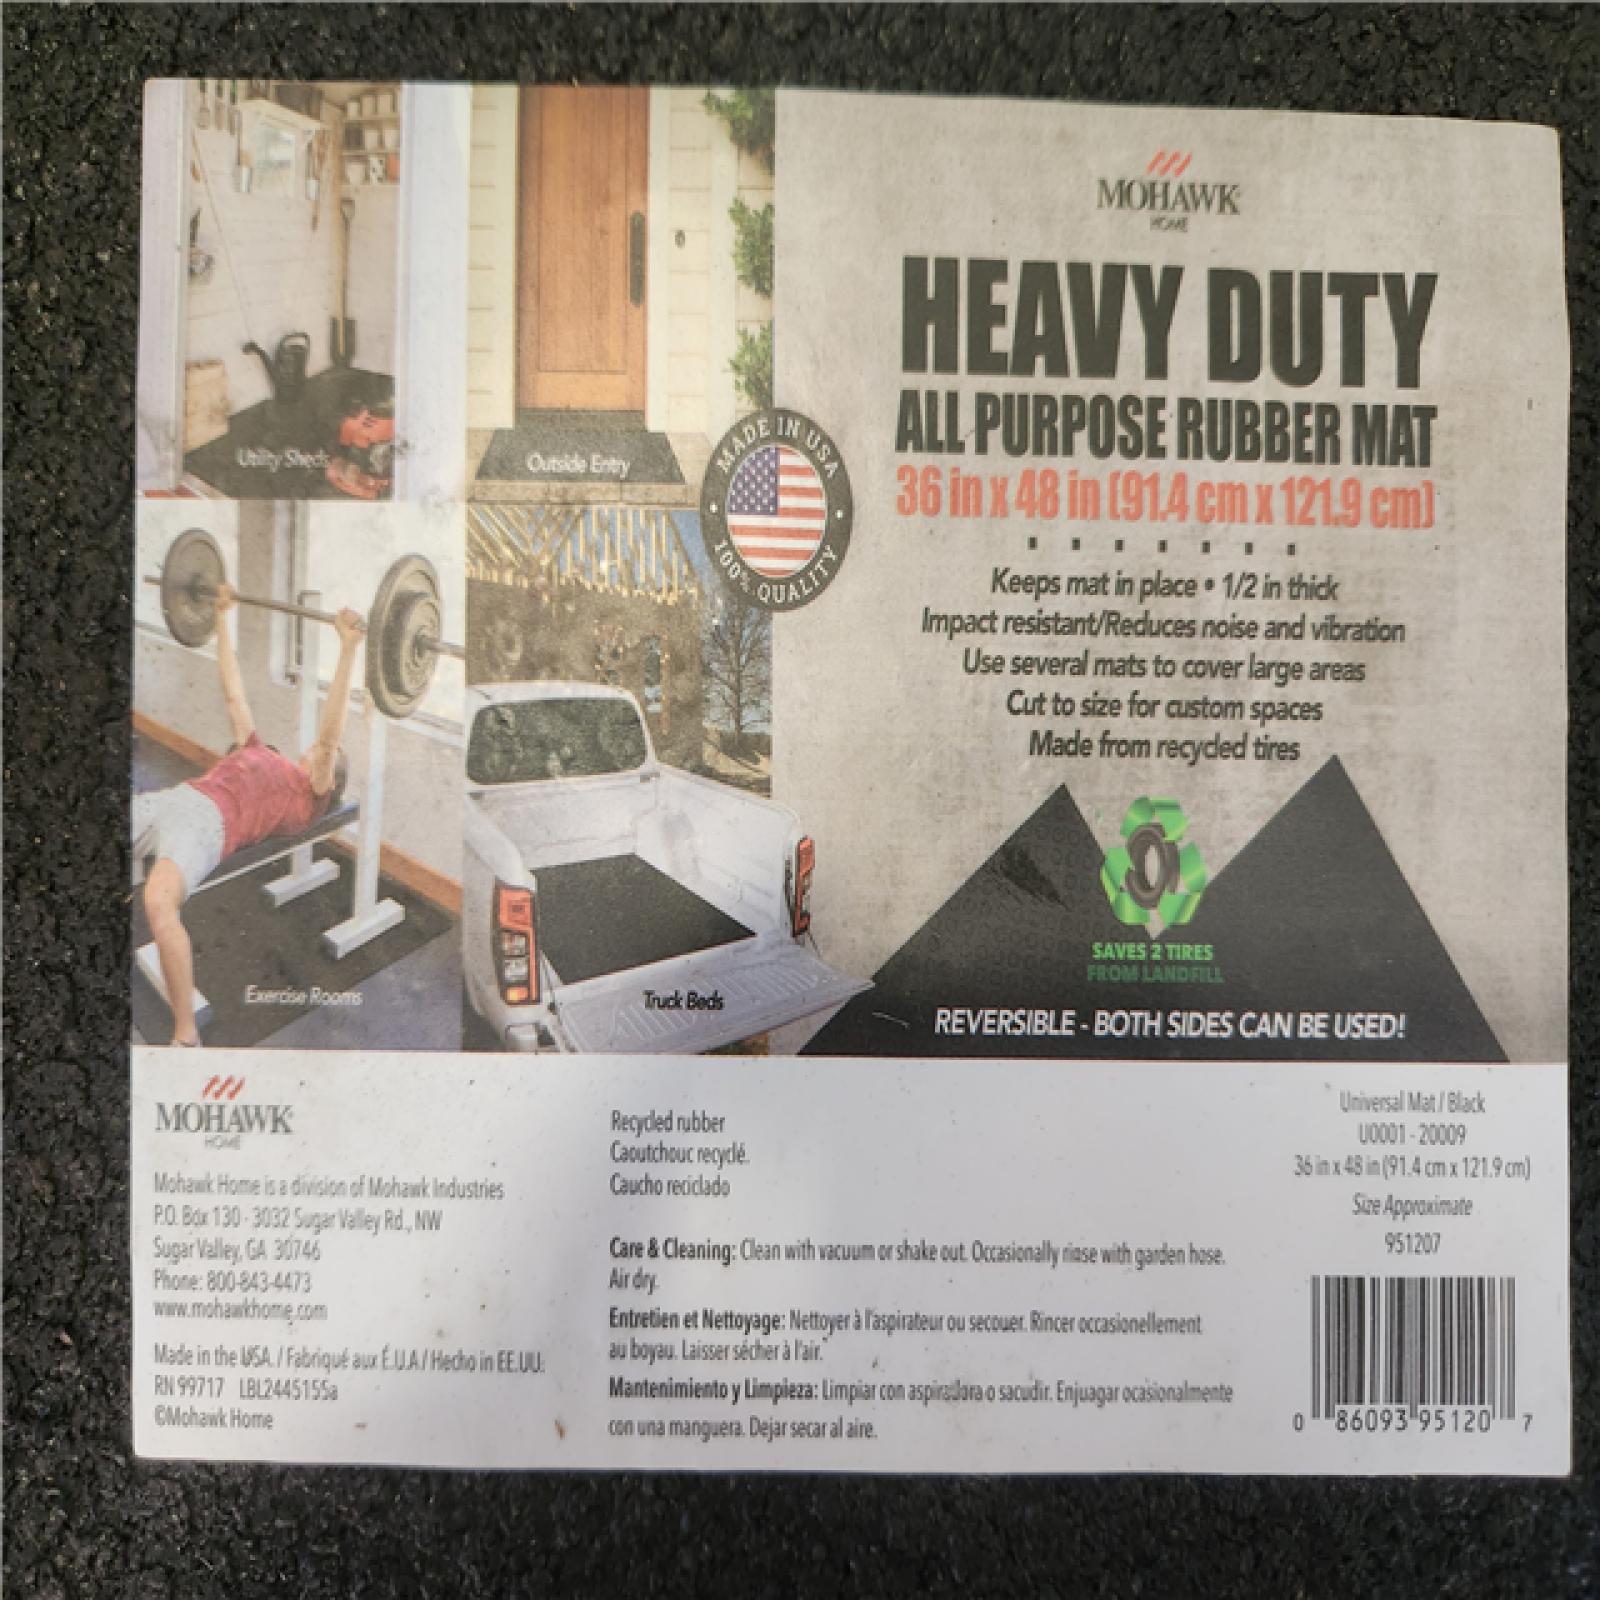 MOHAWK
HOME
HEAVY DUTY
ALL PURPOSE RUBBER MAT
36 in x 48 in (91.4 cm x 121.9 cm)
Keeps mat in place • 1/2 in thick
Impact resistant/Reduces noise and vibration
Use several mats to cover large areas
Cut to size for custom spaces
Made from recycled tires
SAVES 2 TIRES
FROM LANDFILL
REVERSIBLE - BOTH SIDES CAN BE USED!
MADE IN USA
100% QUALITY
Utility Sheds
Outside Entry
Exercise Rooms
Truck Beds
MOHAWK
HOME
Mohawk Home is a division of Mohawk Industries
P.O. Box 130 - 3032 Sugar Valley Rd., NW
Sugar Valley, GA 30746
Phone: 800-843-4473
www.mohawkhome.com
Made in the USA. / Fabriqué aux É.U.A / Hecho in EE.UU.
RN 99717 LBL2445155a
©Mohawk Home
Recycled rubber
Caoutchouc recyclé.
Caucho reciclado
Care & Cleaning: Clean with vacuum or shake out. Occasionally rinse with garden hose.
Air dry.
Entretien et Nettoyage: Nettoyer à l'aspirateur ou secouer. Rincer occasionellement
au boyau. Laisser sécher à l'air.
Mantenimiento y Limpieza: Limpiar con aspiradora o sacudir. Enjuagar ocasionalmente
con una manguera. Dejar secar al aire.
Universal Mat / Black
U0001 - 20009
36 in x 48 in (91.4 cm x 121.9 cm)
Size Approximate
951207
0 86093 95120 7